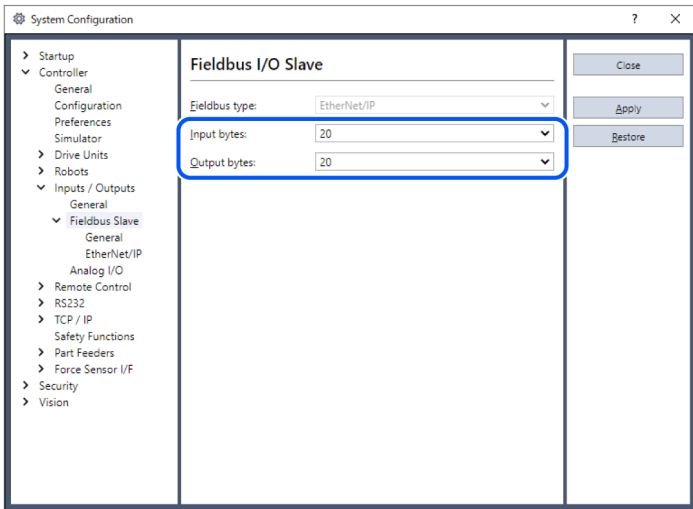 System Configuration
?
Startup
Controller
General
Configuration
Preferences
Simulator
Drive Units
Robots
Inputs / Outputs
General
Fieldbus Slave
General
EtherNet/IP
Analog I/O
Remote Control
RS232
TCP / IP
Safety Functions
Part Feeders
Force Sensor I/F
Security
Vision
Fieldbus I/O Slave
Fieldbus type: EtherNet/IP
Input bytes: 20
Output bytes: 20
Close
Apply
Restore